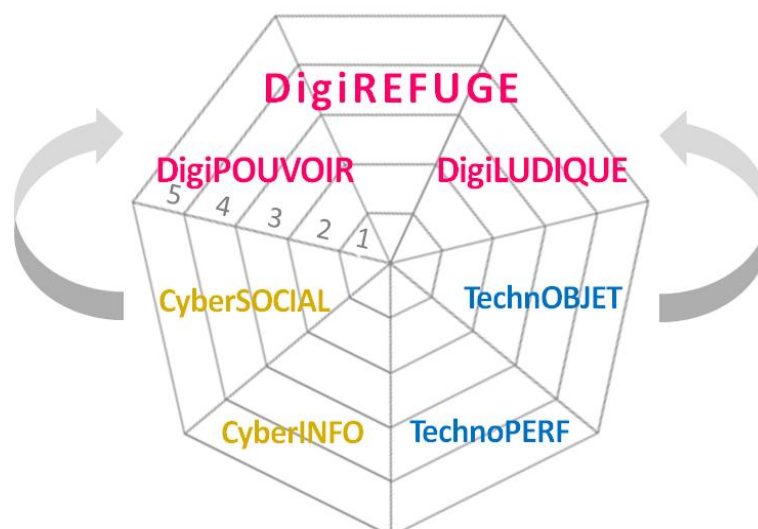 DigiREFUGE
DigiPOUVOIR
DigiLUDIQUE
5 4 3 2 1
CyberSOCIAL
TechnOBJET
CyberINFO
TechnoPERF